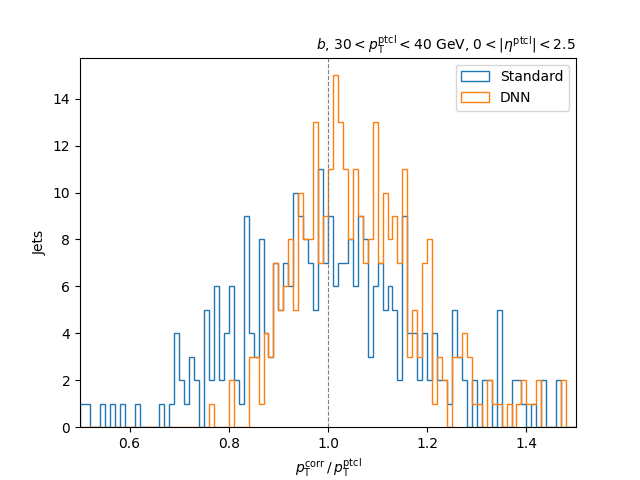 b, 30 < p_T^ptcl < 40 GeV, 0 < |η^ptcl| < 2.5
Standard
DNN
14
12
10
8
6
4
2
0
Jets
0.6 0.8 1.0 1.2 1.4
p_T^corr / p_T^ptcl